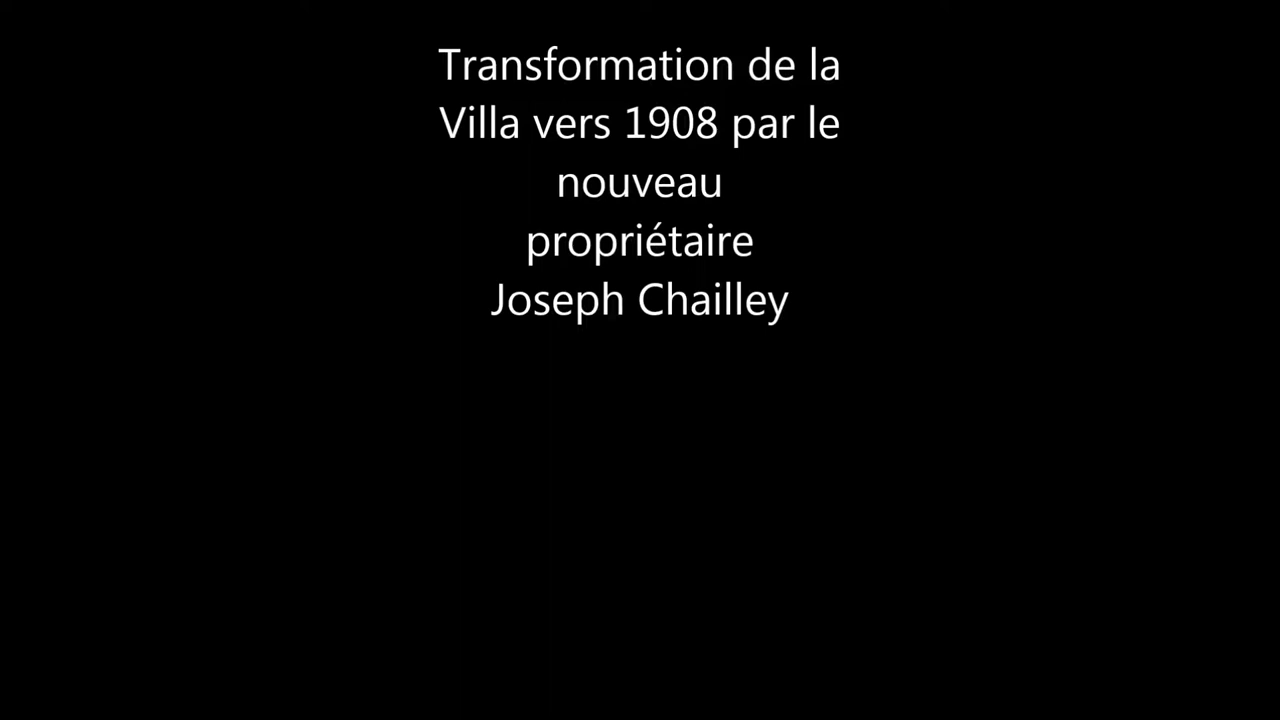 Transformation de la
Villa vers 1908 par le
nouveau
propriétaire
Joseph Chailley